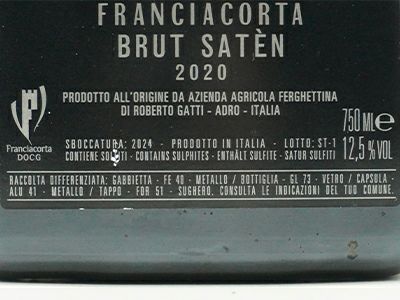 FRANCIACORTA
BRUT SATÈN
2020
PRODOTTO ALL'ORIGINE DA AZIENDA AGRICOLA FERGHETTINA
DI ROBERTO GATTI - ADRO - ITALIA
750 ML e
Franciacorta
DOCG
SBOCCATURA: 2024 - PRODOTTO IN ITALIA - LOTTO: ST-1
CONTIENE SOLFITI - CONTAINS SULPHITES - ENTHÄLT SULFITE - SATUR SULFITI
12,5 % VOL
RACCOLTA DIFFERENZIATA: GABBIETTA - FE 40 - METALLO / BOTTIGLIA - GL 73 - VETRO / CAPSULA -
ALU 41 - METALLO / TAPPO - FOR 51 - SUGHERO. CONSULTA LE INDICAZIONI DEL TUO COMUNE.